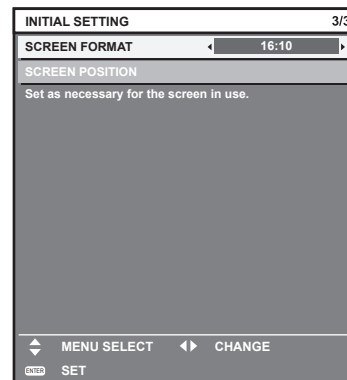 INITIAL SETTING 3/3
SCREEN FORMAT 16:10
SCREEN POSITION
Set as necessary for the screen in use.
MENU SELECT CHANGE
ENTER SET